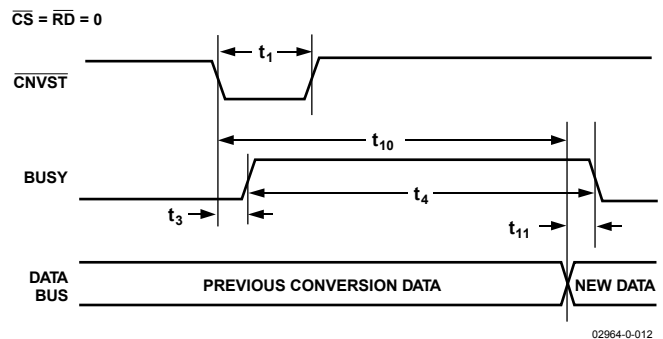 CS = RD = 0
t1
CNVST
t10
BUSY
t4
t3
t11
DATA
BUS
PREVIOUS CONVERSION DATA
NEW DATA
02964-0-012